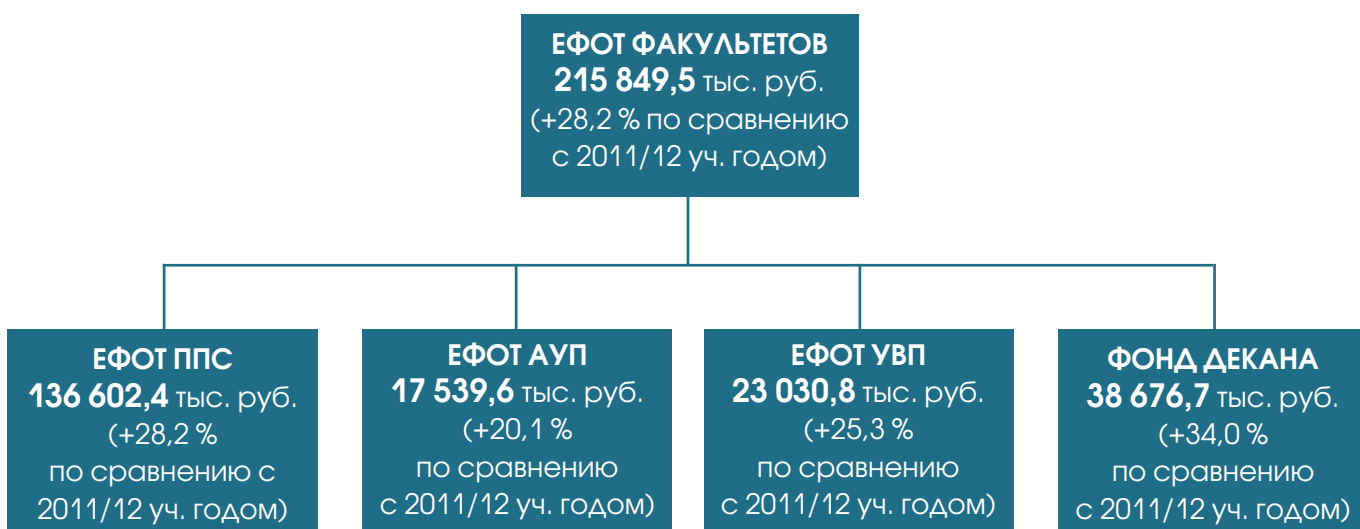 ЕФОТ ФАКУЛЬТЕТОВ
215 849,5 тыс. руб.
(+28,2 % по сравнению
с 2011/12 уч. годом)
ЕФОТ ППС
136 602,4 тыс. руб.
(+28,2 %
по сравнению с
2011/12 уч. годом)
ЕФОТ АУП
17 539,6 тыс. руб.
(+20,1 %
по сравнению
с 2011/12 уч. годом)
ЕФОТ УВП
23 030,8 тыс. руб.
(+25,3 %
по сравнению
с 2011/12 уч. годом)
ФОНД ДЕКАНА
38 676,7 тыс. руб.
(+34,0 %
по сравнению
с 2011/12 уч. годом)